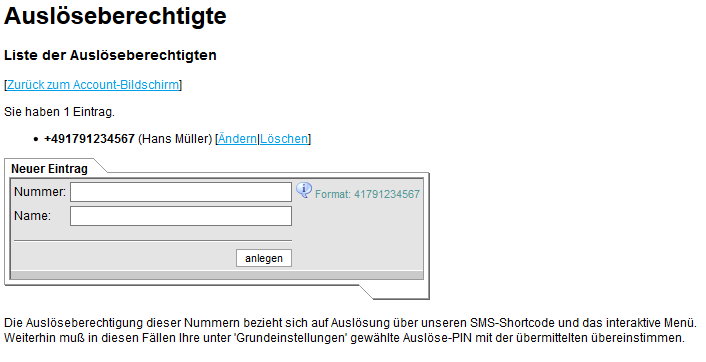 Auslöseberechtigte
Liste der Auslöseberechtigten
[Zurück zum Account-Bildschirm]
Sie haben 1 Eintrag.
• +491791234567 (Hans Müller) [Ändern|Löschen]
Neuer Eintrag
Nummer: Format: 41791234567
Name:
anlegen
Die Auslöseberechtigung dieser Nummern bezieht sich auf Auslösung über unseren SMS-Shortcode und das interaktive Menü.
Weiterhin muß in diesen Fällen Ihre unter 'Grundeinstellungen' gewählte Auslöse-PIN mit der übermittelten übereinstimmen.